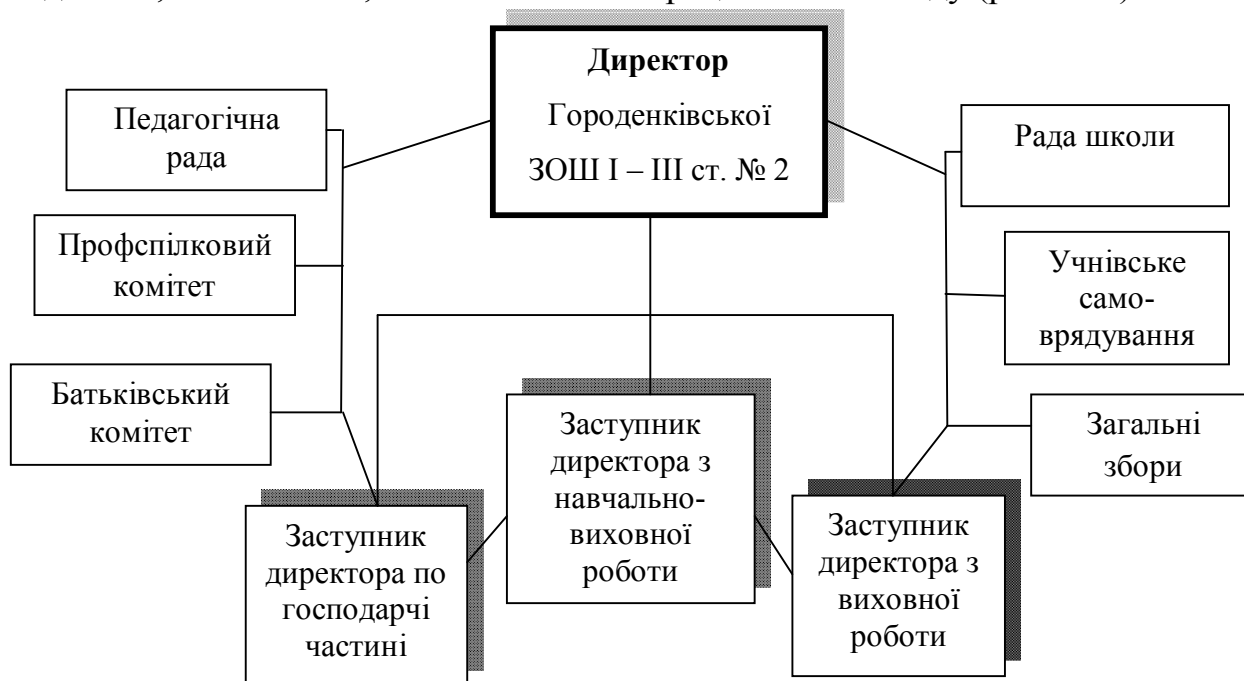 Директор
Городенківської
ЗОШ І – ІІІ ст. № 2
Педагогічна
рада
Профспілковий
комітет
Батьківський
комітет
Рада школи
Учнівське
само-
врядування
Загальні
збори
Заступник
директора по
господарчі
частині
Заступник
директора з
навчально-
виховної
роботи
Заступник
директора з
виховної
роботи